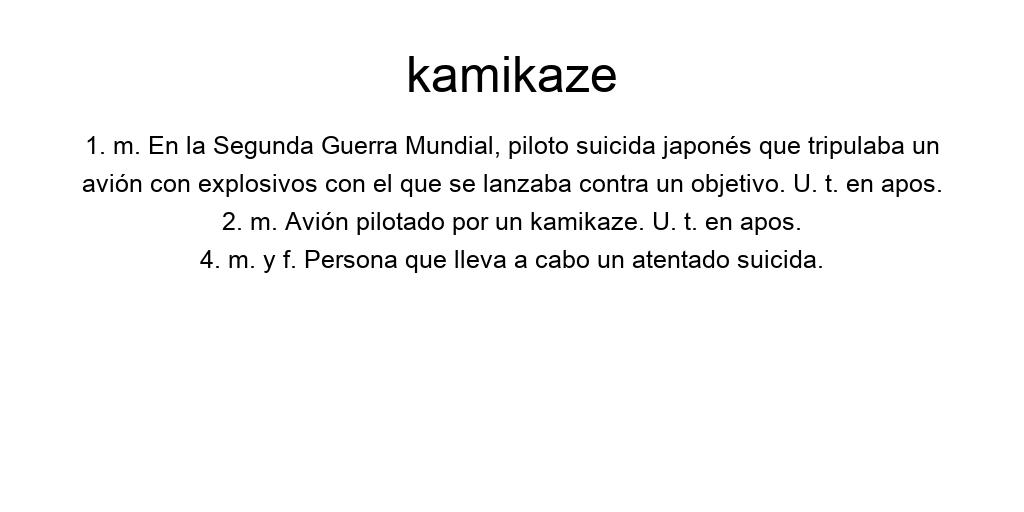 kamikaze
1. m. En la Segunda Guerra Mundial, piloto suicida japonés que tripulaba un
avión con explosivos con el que se lanzaba contra un objetivo. U. t. en apos.
2. m. Avión pilotado por un kamikaze. U. t. en apos.
4. m. y f. Persona que lleva a cabo un atentado suicida.